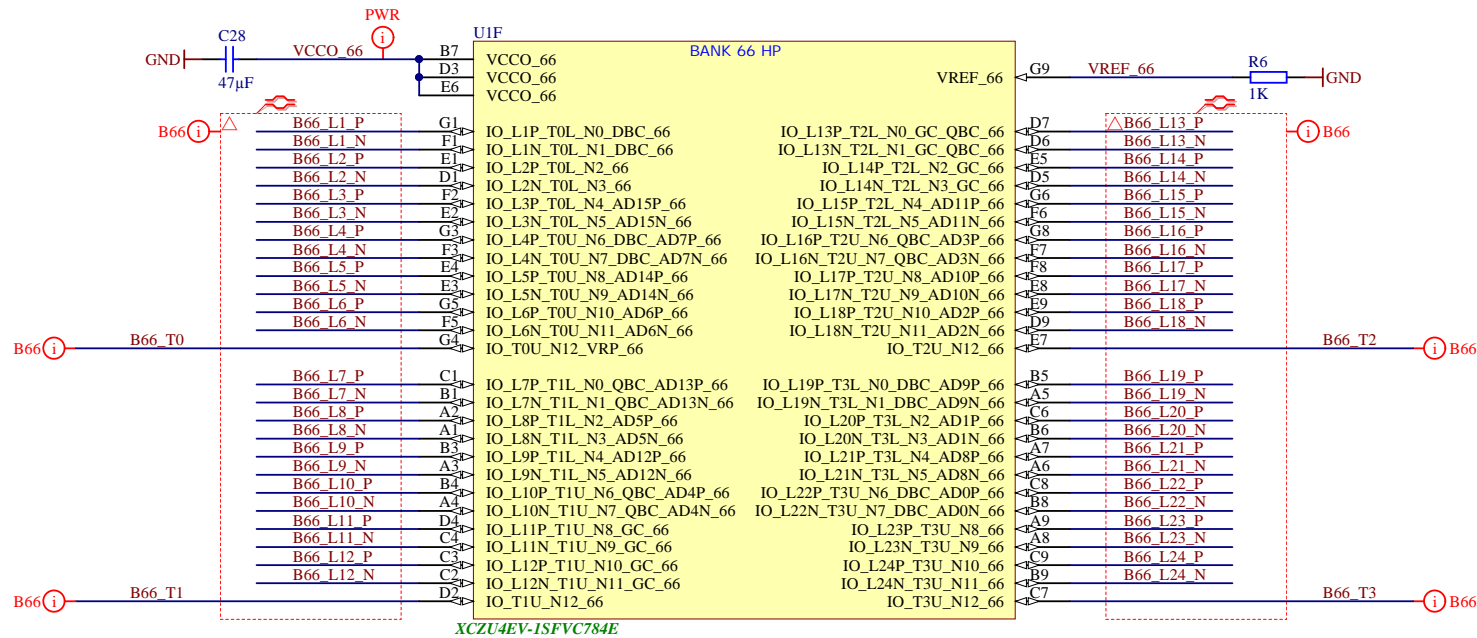 PWR
C28
GND
47µF
VCCO_66
U1F
BANK 66 HP
B7 VCCO_66
D3 VCCO_66
E6 VCCO_66
VREF_66 G9 VREF_66
R6
1K
GND
B66 i
B66_L1_P G1 IO_L1P_T0L_N0_DBC_66
B66_L1_N F1 IO_L1N_T0L_N1_DBC_66
B66_L2_P E1 IO_L2P_T0L_N2_66
B66_L2_N D1 IO_L2N_T0L_N3_66
B66_L3_P F2 IO_L3P_T0L_N4_AD15P_66
B66_L3_N E2 IO_L3N_T0L_N5_AD15N_66
B66_L4_P G3 IO_L4P_T0U_N6_DBC_AD7P_66
B66_L4_N F3 IO_L4N_T0U_N7_DBC_AD7N_66
B66_L5_P E4 IO_L5P_T0U_N8_AD14P_66
B66_L5_N E3 IO_L5N_T0U_N9_AD14N_66
B66_L6_P G5 IO_L6P_T0U_N10_AD6P_66
B66_L6_N F5 IO_L6N_T0U_N11_AD6N_66
B66 i B66_T0 G4 IO_T0U_N12_VRP_66
B66_L7_P C1 IO_L7P_T1L_N0_QBC_AD13P_66
B66_L7_N B1 IO_L7N_T1L_N1_QBC_AD13N_66
B66_L8_P A2 IO_L8P_T1L_N2_AD5P_66
B66_L8_N A1 IO_L8N_T1L_N3_AD5N_66
B66_L9_P B3 IO_L9P_T1L_N4_AD12P_66
B66_L9_N A3 IO_L9N_T1L_N5_AD12N_66
B66_L10_P B4 IO_L10P_T1U_N6_QBC_AD4P_66
B66_L10_N A4 IO_L10N_T1U_N7_QBC_AD4N_66
B66_L11_P D4 IO_L11P_T1U_N8_GC_66
B66_L11_N C4 IO_L11N_T1U_N9_GC_66
B66_L12_P C3 IO_L12P_T1U_N10_GC_66
B66_L12_N C2 IO_L12N_T1U_N11_GC_66
B66 i B66_T1 D2 IO_T1U_N12_66
IO_L13P_T2L_N0_GC_QBC_66 D7 B66_L13_P
i B66
IO_L13N_T2L_N1_GC_QBC_66 D6 B66_L13_N
IO_L14P_T2L_N2_GC_66 E5 B66_L14_P
IO_L14N_T2L_N3_GC_66 D5 B66_L14_N
IO_L15P_T2L_N4_AD11P_66 G6 B66_L15_P
IO_L15N_T2L_N5_AD11N_66 F6 B66_L15_N
IO_L16P_T2U_N6_QBC_AD3P_66 G8 B66_L16_P
IO_L16N_T2U_N7_QBC_AD3N_66 F7 B66_L16_N
IO_L17P_T2U_N8_AD10P_66 F8 B66_L17_P
IO_L17N_T2U_N9_AD10N_66 E8 B66_L17_N
IO_L18P_T2U_N10_AD2P_66 E9 B66_L18_P
IO_L18N_T2U_N11_AD2N_66 D9 B66_L18_N
IO_T2U_N12_66 E7 B66_T2 i B66
IO_L19P_T3L_N0_DBC_AD9P_66 B5 B66_L19_P
IO_L19N_T3L_N1_DBC_AD9N_66 A5 B66_L19_N
IO_L20P_T3L_N2_AD1P_66 C6 B66_L20_P
IO_L20N_T3L_N3_AD1N_66 B6 B66_L20_N
IO_L21P_T3L_N4_AD8P_66 A7 B66_L21_P
IO_L21N_T3L_N5_AD8N_66 A6 B66_L21_N
IO_L22P_T3U_N6_DBC_AD0P_66 C8 B66_L22_P
IO_L22N_T3U_N7_DBC_AD0N_66 B8 B66_L22_N
IO_L23P_T3U_N8_66 A9 B66_L23_P
IO_L23N_T3U_N9_66 A8 B66_L23_N
IO_L24P_T3U_N10_66 C9 B66_L24_P
IO_L24N_T3U_N11_66 B9 B66_L24_N
IO_T3U_N12_66 C7 B66_T3 i B66
XCZU4EV-1SFVC784E